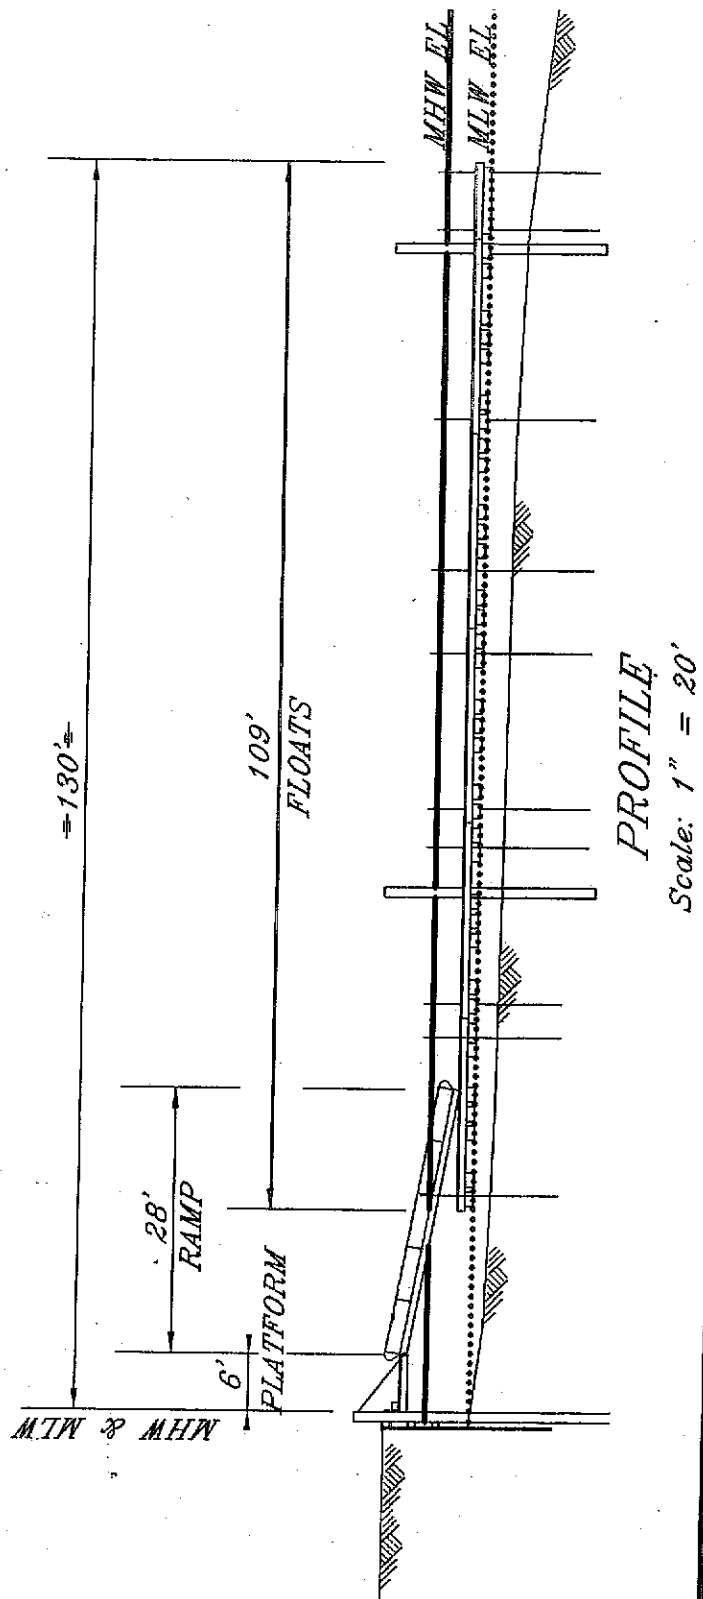 MHW & MLW
6'
PLATFORM
28'
RAMP
109'
FLOATS
±130'±
MHW EL
MLW EL
PROFILE
Scale: 1" = 20'